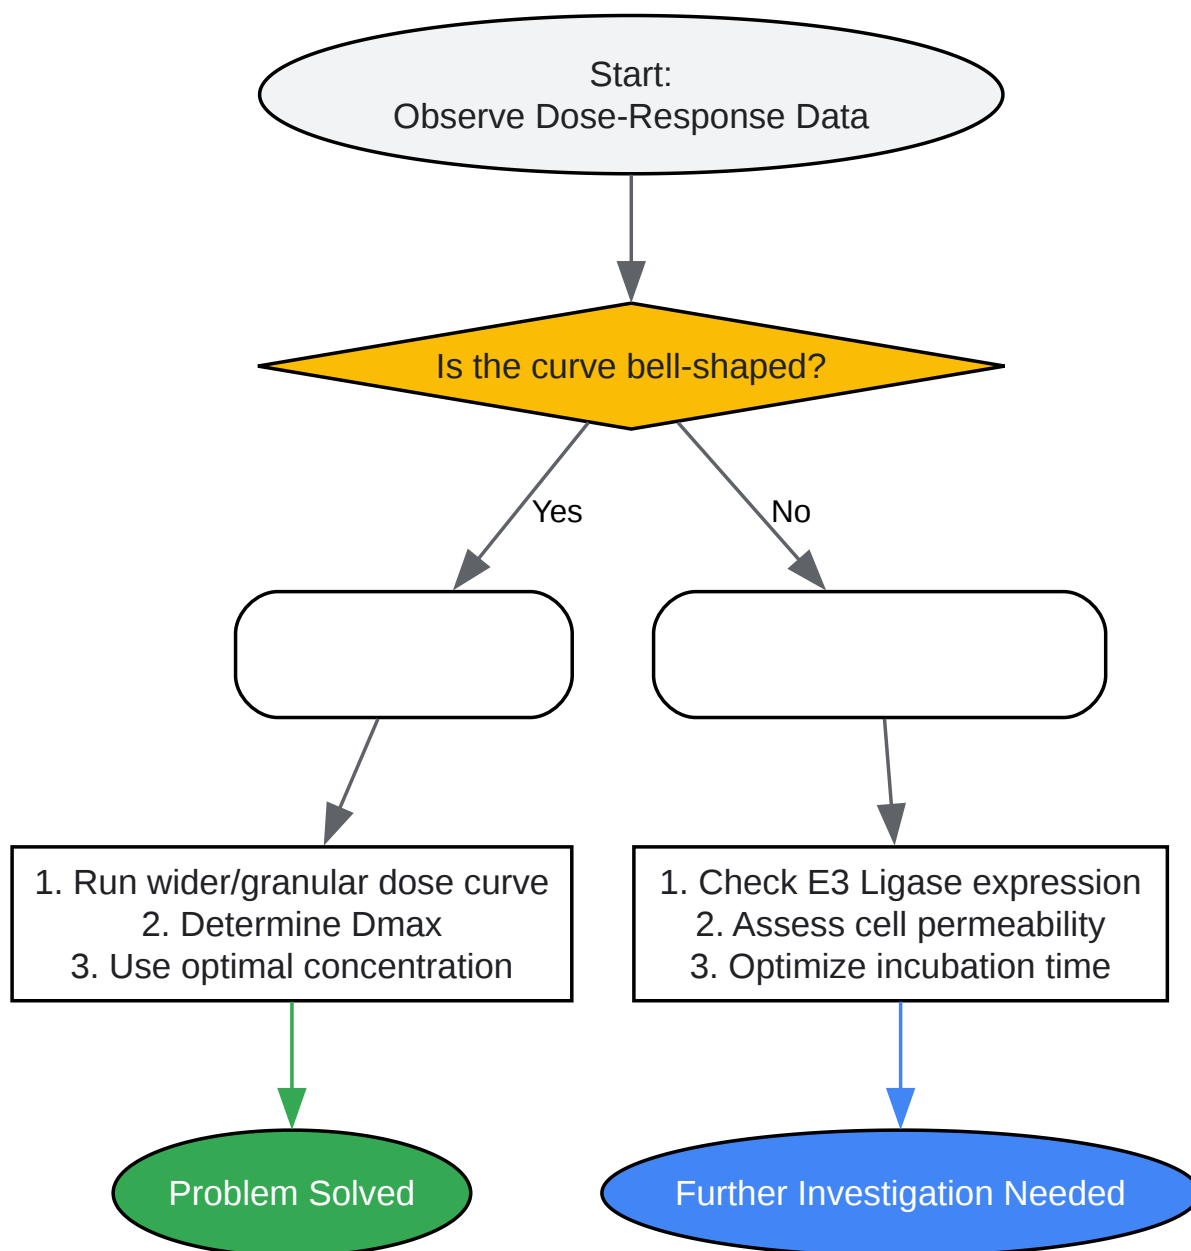 Start:
Observe Dose-Response Data
Is the curve bell-shaped?
Yes
No
1. Run wider/granular dose curve
2. Determine Dmax
3. Use optimal concentration
1. Check E3 Ligase expression
2. Assess cell permeability
3. Optimize incubation time
Problem Solved
Further Investigation Needed